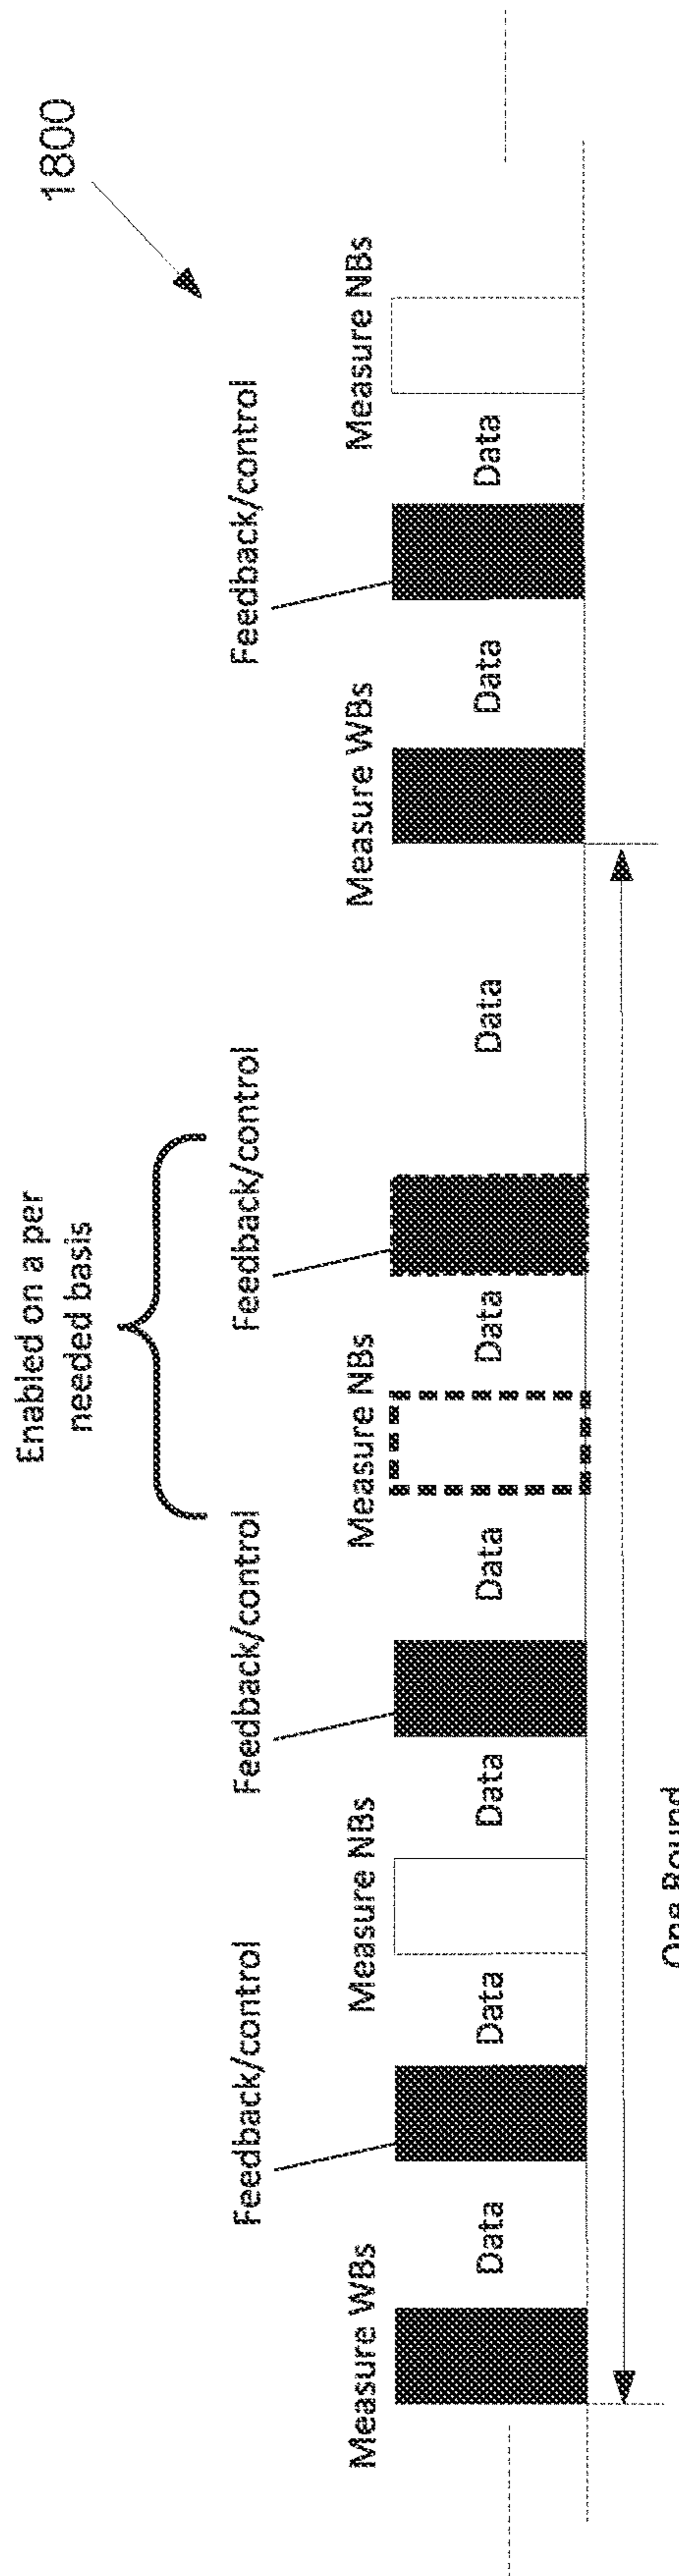 1800
Enabled on a per
needed basis
Feedback/control
Feedback/control
Feedback/control
Feedback/control
Measure WBs
Measure NBs
Measure NBs
Measure WBs
Measure NBs
Data
Data
Data
Data
Data
Data
Data
Data
One Round